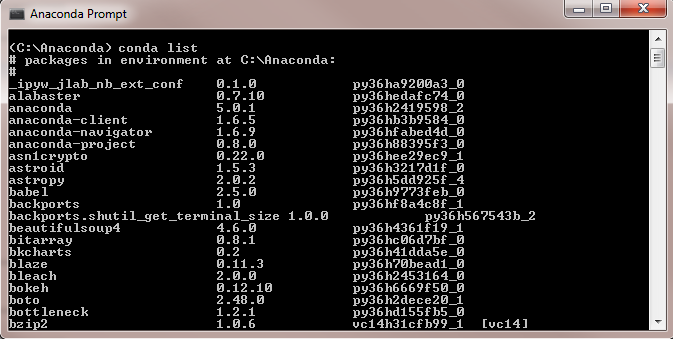 Anaconda Prompt
(C:\Anaconda) conda list
# packages in environment at C:\Anaconda:
#
_ipyw_jlab_nb_ext_conf 0.1.0 py36ha9200a3_0
alabaster 0.7.10 py36hedafc74_0
anaconda 5.0.1 py36h2419598_2
anaconda-client 1.6.5 py36hb3b9584_0
anaconda-navigator 1.6.9 py36hfabed4d_0
anaconda-project 0.8.0 py36h88395f3_0
asn1crypto 0.22.0 py36hee29ec9_1
astroid 1.5.3 py36h3217d1f_0
astropy 2.0.2 py36h5dd925f_4
babel 2.5.0 py36h9773feb_0
backports 1.0 py36hf8a4c8f_1
backports.shutil_get_terminal_size 1.0.0 py36h567543b_2
beautifulsoup4 4.6.0 py36h4361f19_1
bitarray 0.8.1 py36hc06d7bf_0
bkcharts 0.2 py36h41dda5e_0
blaze 0.11.3 py36h70bead1_0
bleach 2.0.0 py36h2453164_0
bokeh 0.12.10 py36h6669f50_0
boto 2.48.0 py36h2dece20_1
bottleneck 1.2.1 py36hd155fb5_0
bzip2 1.0.6 vc14h31cfb99_1 [vc14]